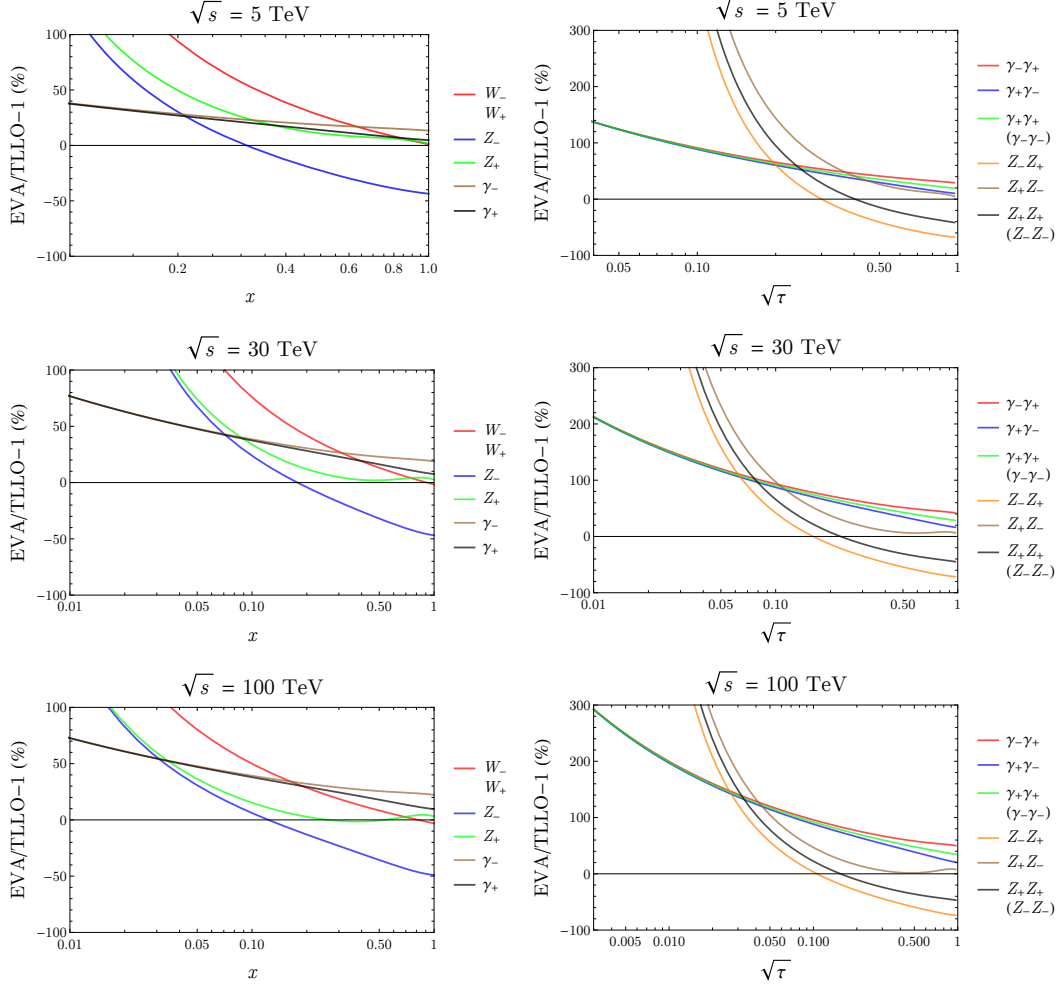 √s = 5 TeV
EVA/TLLO−1 (%)
100
50
0
−50
−100
0.2
0.4
0.6
0.8
1.0
x
W−
W+
Z−
Z+
γ−
γ+
√s = 5 TeV
EVA/TLLO−1 (%)
300
200
100
0
−100
0.05
0.10
0.50
1
√τ
γ−γ+
γ+γ−
γ+γ+
(γ−γ−)
Z−Z+
Z+Z−
Z+Z+
(Z−Z−)
√s = 30 TeV
EVA/TLLO−1 (%)
100
50
0
−50
−100
0.01
0.05
0.10
0.50
1
x
W−
W+
Z−
Z+
γ−
γ+
√s = 30 TeV
EVA/TLLO−1 (%)
300
200
100
0
−100
0.01
0.05
0.10
0.50
1
√τ
γ−γ+
γ+γ−
γ+γ+
(γ−γ−)
Z−Z+
Z+Z−
Z+Z+
(Z−Z−)
√s = 100 TeV
EVA/TLLO−1 (%)
100
50
0
−50
−100
0.01
0.05
0.10
0.50
1
x
W−
W+
Z−
Z+
γ−
γ+
√s = 100 TeV
EVA/TLLO−1 (%)
300
200
100
0
−100
0.005
0.010
0.050
0.100
0.500
1
√τ
γ−γ+
γ+γ−
γ+γ+
(γ−γ−)
Z−Z+
Z+Z−
Z+Z+
(Z−Z−)